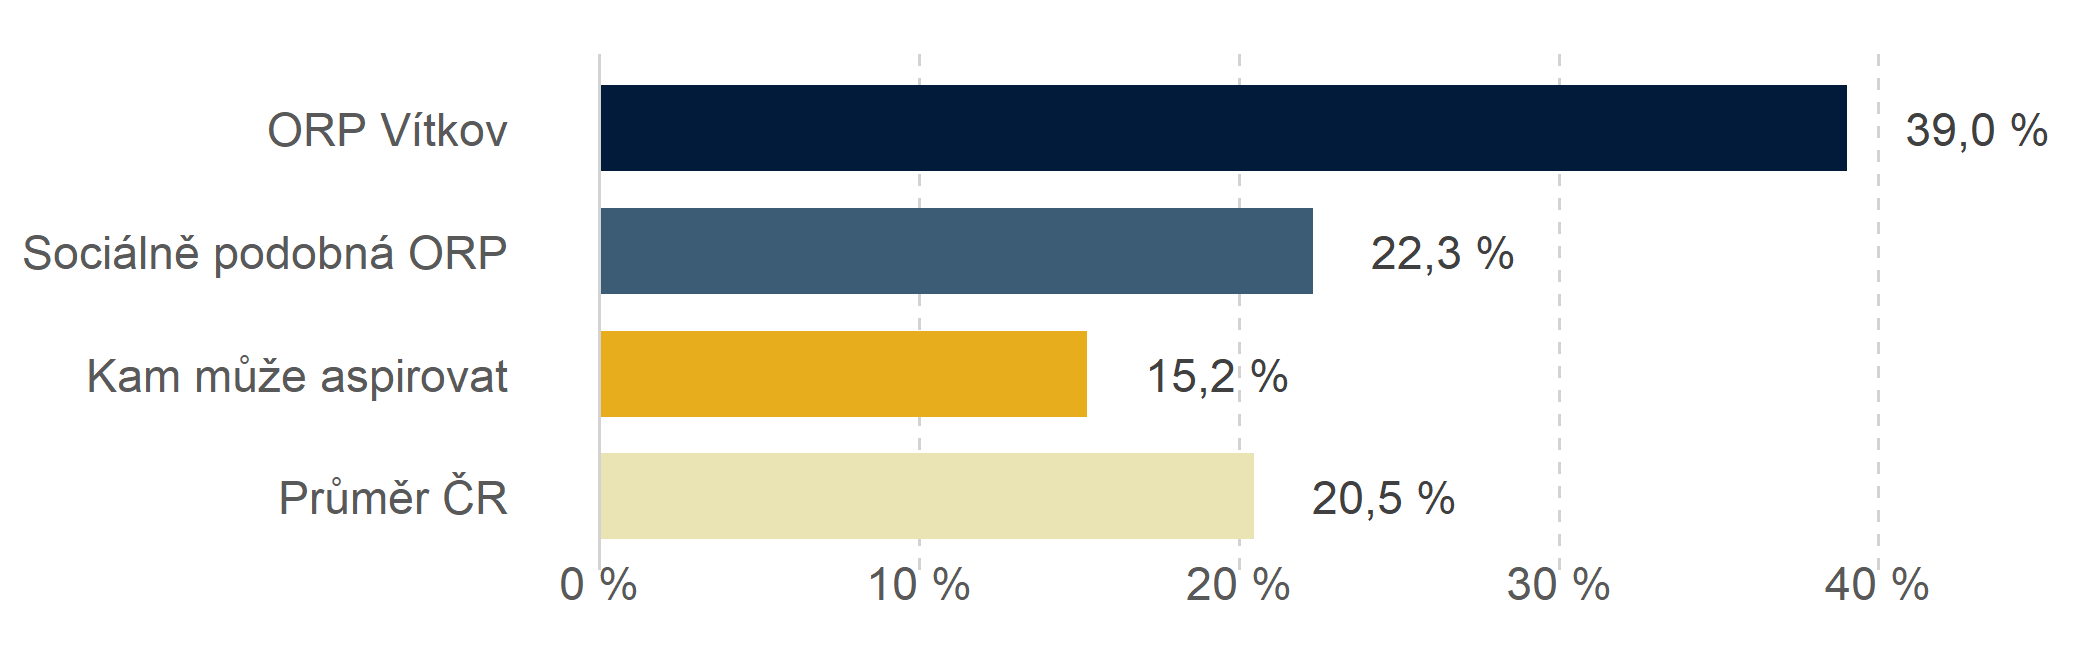 ORP Vítkov
39,0 %
Sociálně podobná ORP
22,3 %
Kam může aspirovat
15,2 %
Průměr ČR
20,5 %
0 % 10 % 20 % 30 % 40 %